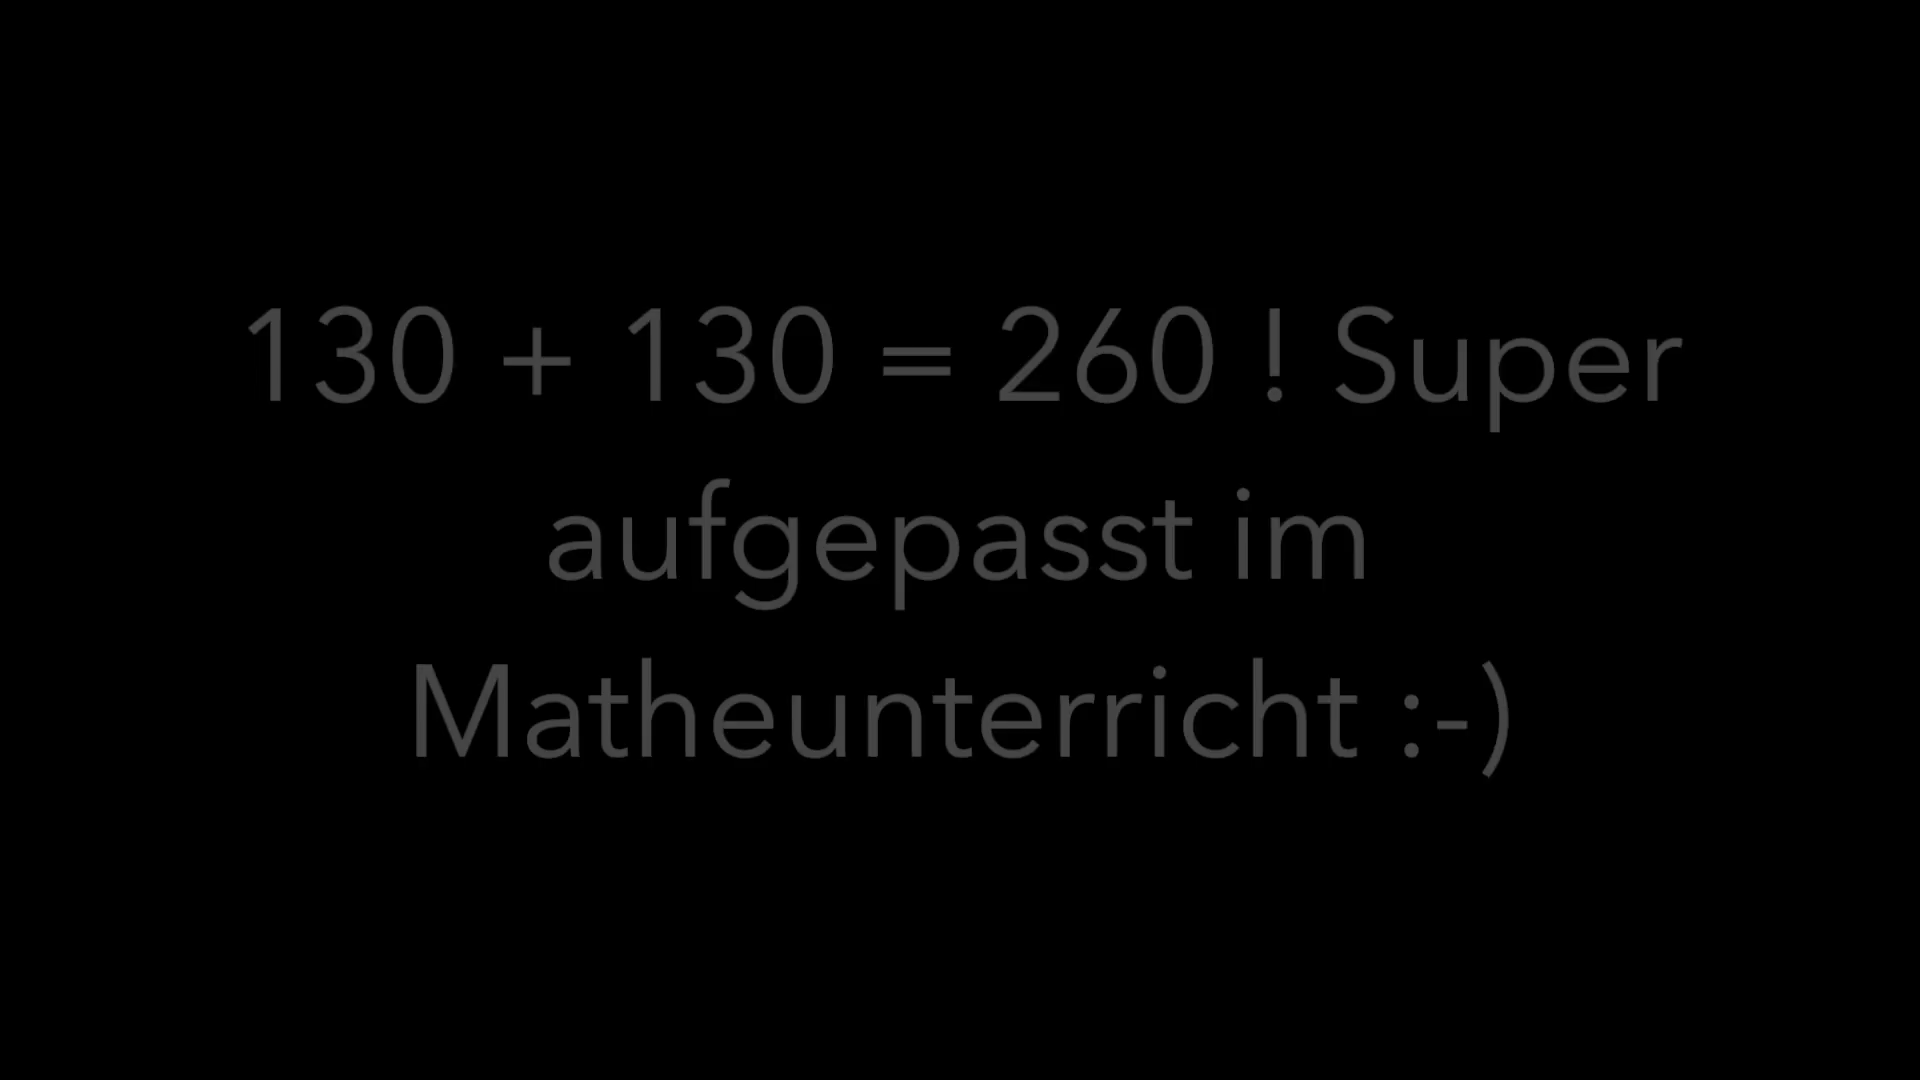 130 + 130 = 260 ! Super
aufgepasst im
Matheunterricht :-)